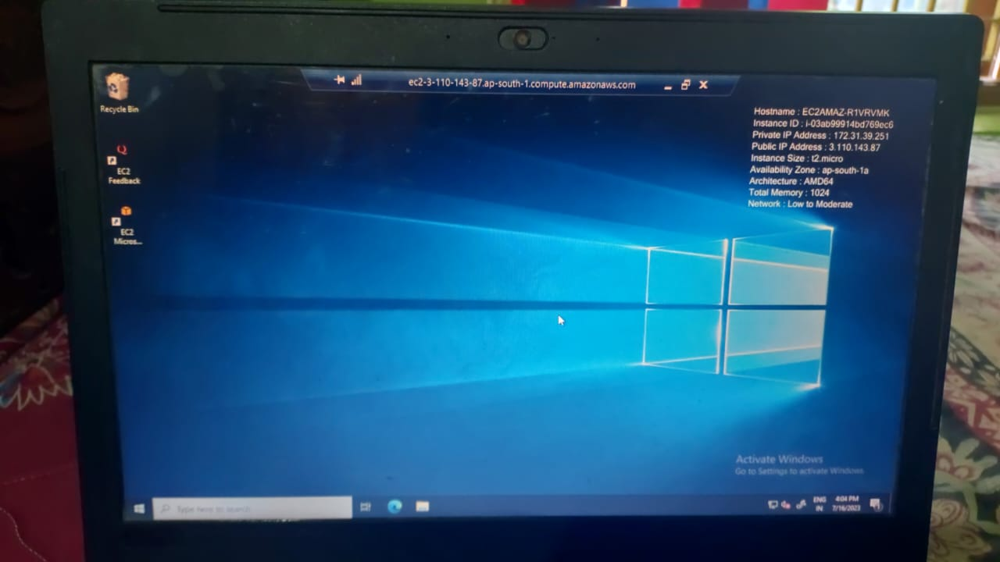 ec2-3-110-143-87.ap-south-1.compute.amazonaws.com
Recycle Bin
EC2
Feedback
EC2
Micros...
Hostname : EC2AMAZ-R1VRVMK
Instance ID : i-03ab99914bd769ec6
Private IP Address : 172.31.39.251
Public IP Address : 3.110.143.87
Instance Size : t2.micro
Availability Zone : ap-south-1a
Architecture : AMD64
Total Memory : 1024
Network : Low to Moderate
Activate Windows
Go to Settings to activate Windows.
Type here to search
ENG
IN
4:04 PM
7/16/2023